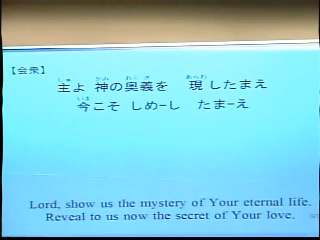 【会衆】
主よ 神の奥義を 現したまえ
今こそ しめーし たまーえ
Lord, show us the mystery of Your eternal life.
Reveal to us now the secret of Your love.